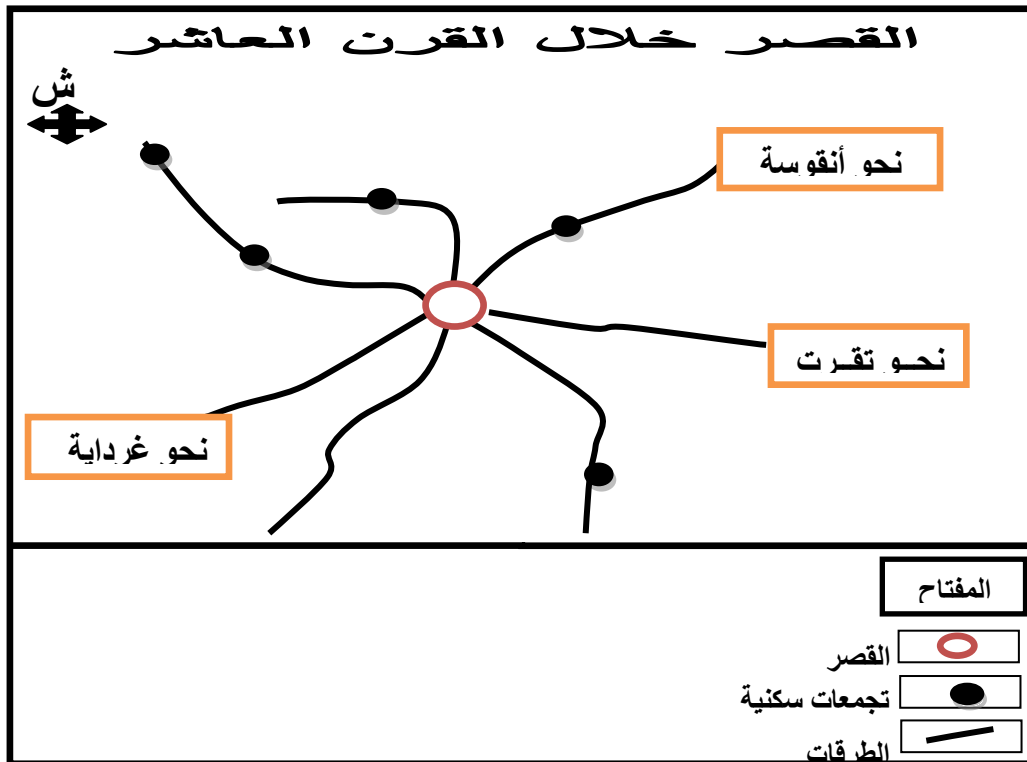 القصر خلال القرن العاشر
ش
نحو أنقوسة
نحو تقرت
نحو غرداية
المفتاح
القصر
تجمعات سكنية
الطرقات